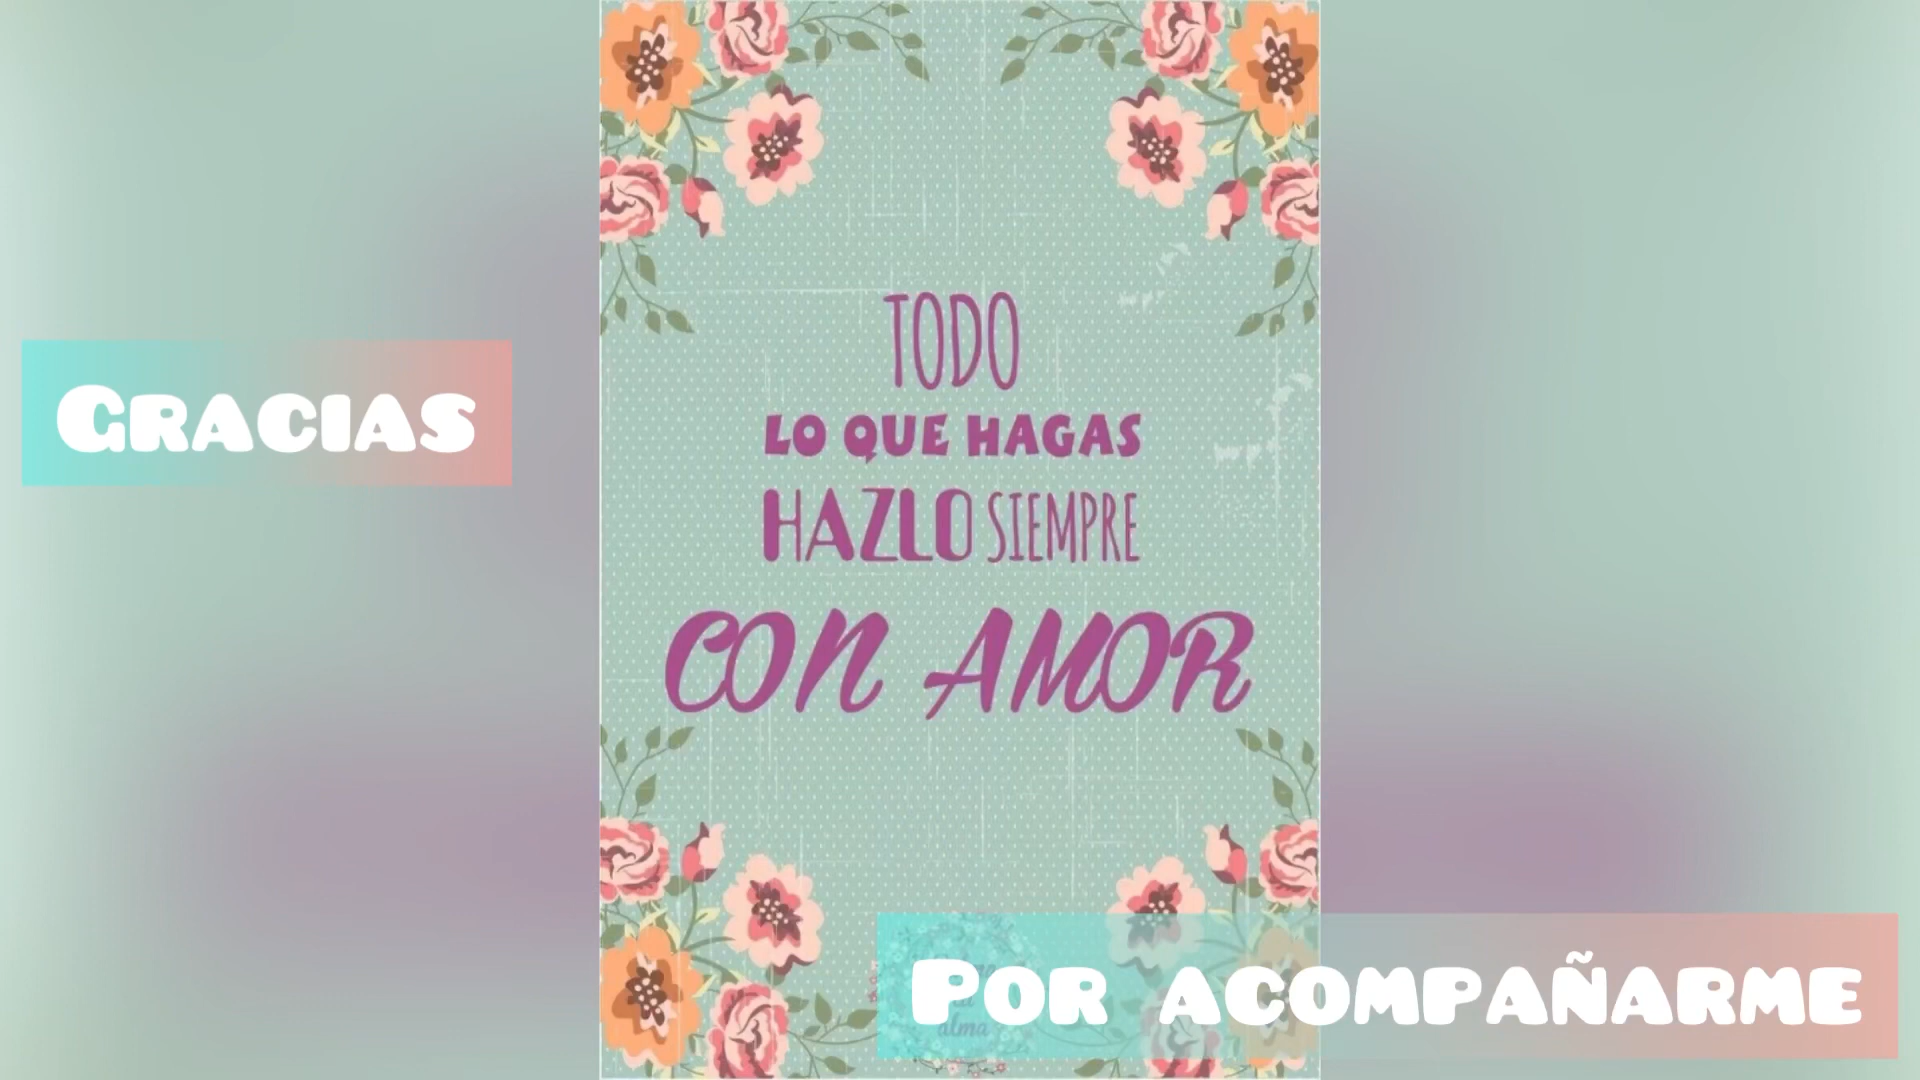 GRACIAS
TODO
LO QUE HAGAS
HAZLO SIEMPRE
CON AMOR
POR ACOMPAÑARME
alma